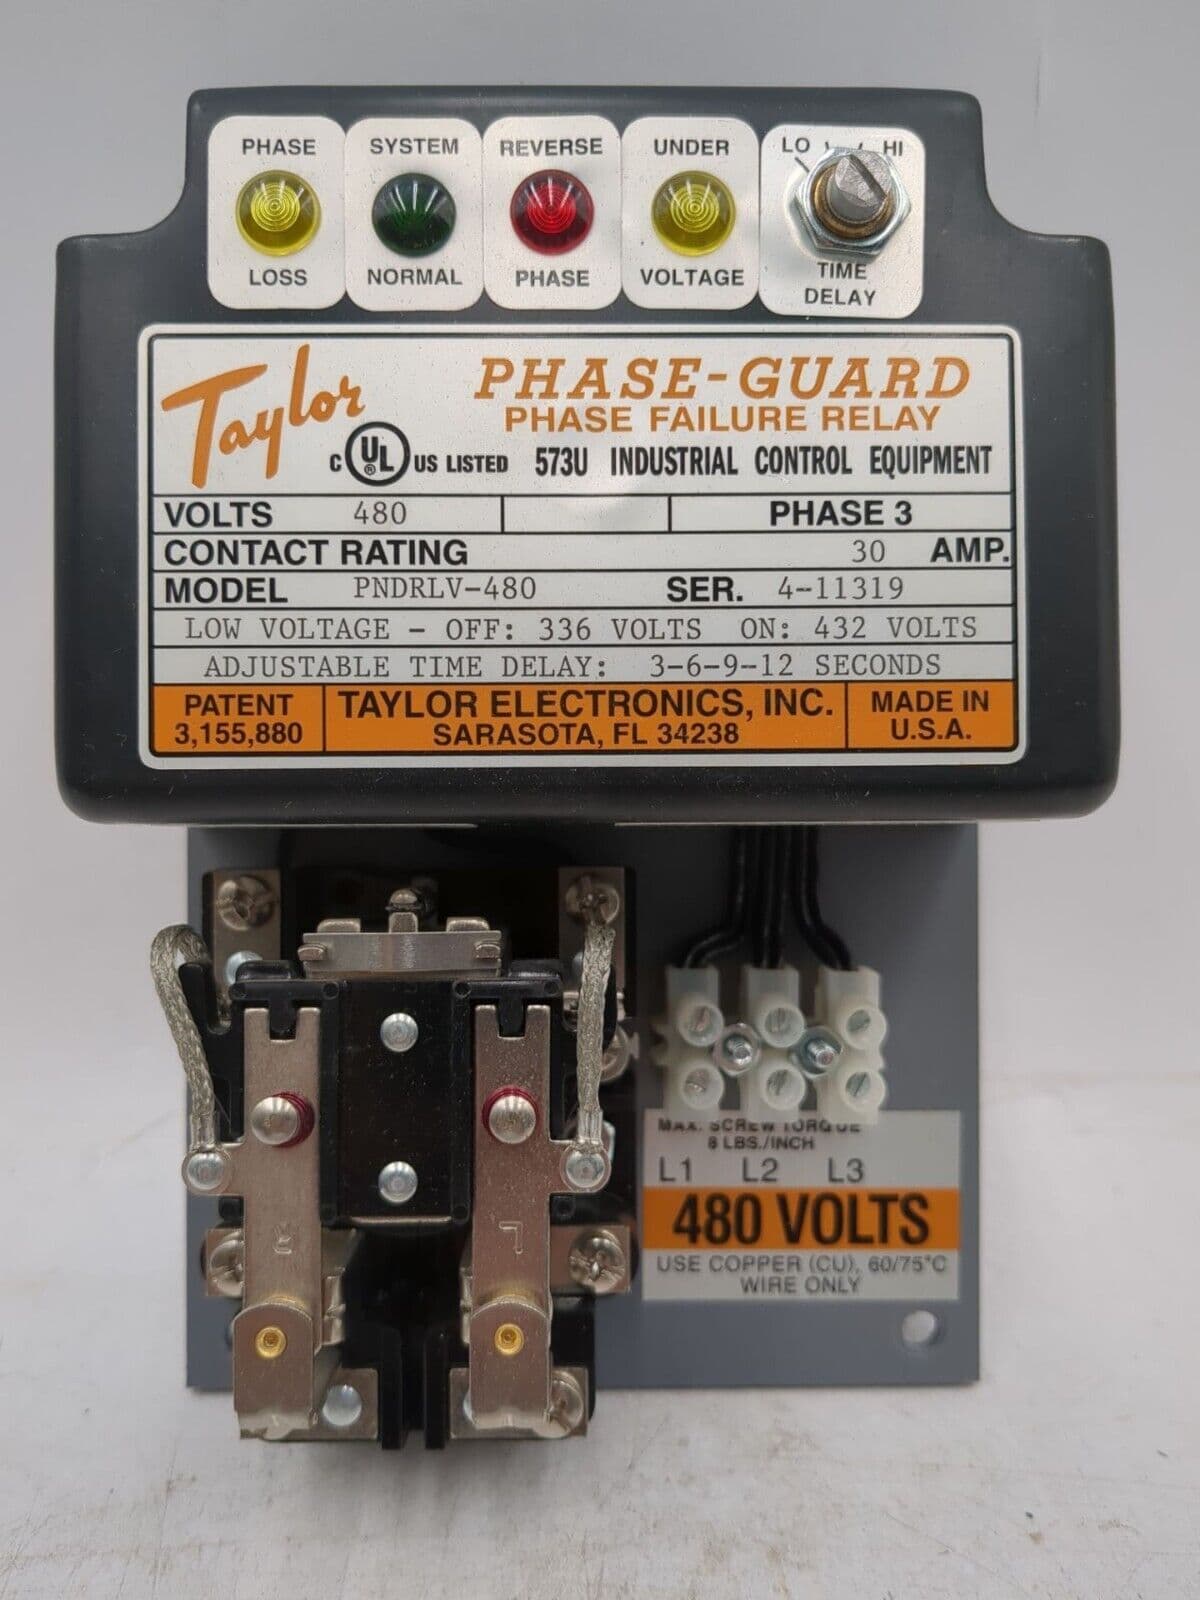 PHASE LOSS
SYSTEM NORMAL
REVERSE PHASE
UNDER VOLTAGE
LO HI
TIME DELAY
Taylor PHASE-GUARD
PHASE FAILURE RELAY
C UL ® US LISTED 573U INDUSTRIAL CONTROL EQUIPMENT
VOLTS 480 PHASE 3
CONTACT RATING 30 AMP.
MODEL PNDRLV-480 SER. 4-11319
LOW VOLTAGE - OFF: 336 VOLTS ON: 432 VOLTS
ADJUSTABLE TIME DELAY: 3-6-9-12 SECONDS
PATENT 3,155,880
TAYLOR ELECTRONICS, INC.
SARASOTA, FL 34238
MADE IN U.S.A.
MAX. SCREW TORQUE
8 LBS./INCH
L1 L2 L3
480 VOLTS
USE COPPER (CU), 60/75°C
WIRE ONLY
R L